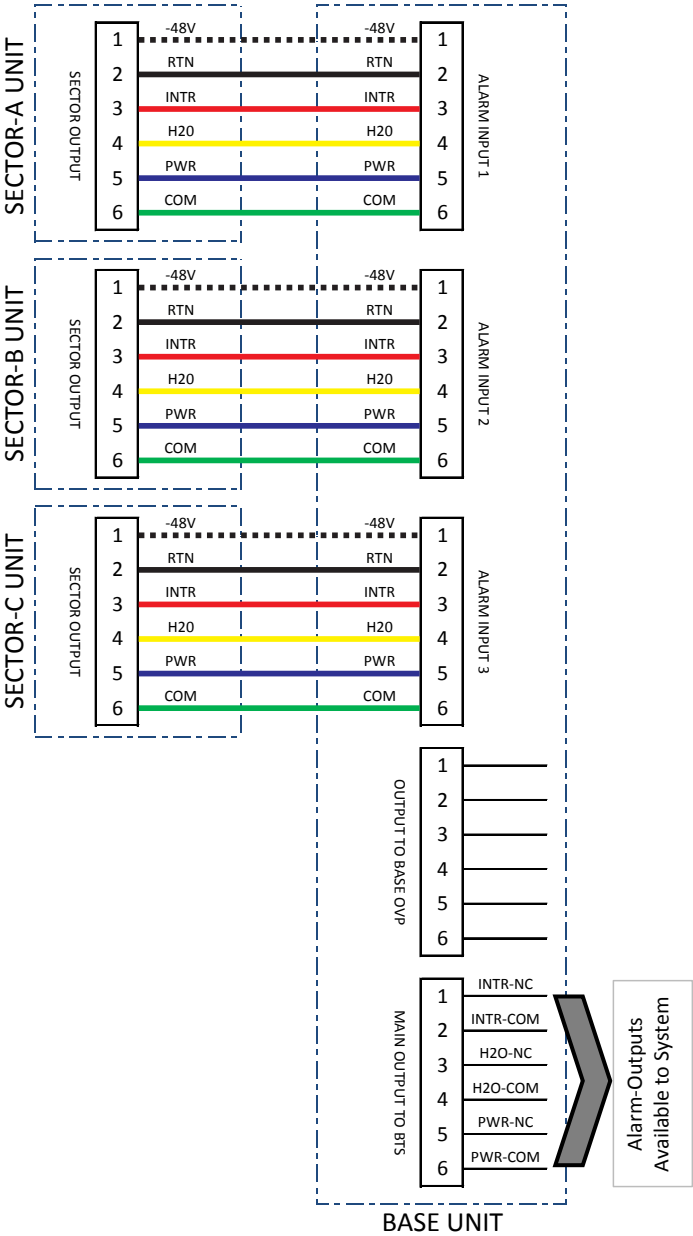 SECTOR-A UNIT
SECTOR OUTPUT
1 -48V -48V 1
2 RTN RTN 2
3 INTR INTR 3
4 H20 H20 4
5 PWR PWR 5
6 COM COM 6
ALARM INPUT 1
SECTOR-B UNIT
SECTOR OUTPUT
1 -48V -48V 1
2 RTN RTN 2
3 INTR INTR 3
4 H20 H20 4
5 PWR PWR 5
6 COM COM 6
ALARM INPUT 2
SECTOR-C UNIT
SECTOR OUTPUT
1 -48V -48V 1
2 RTN RTN 2
3 INTR INTR 3
4 H20 H20 4
5 PWR PWR 5
6 COM COM 6
ALARM INPUT 3
OUTPUT TO BASE OVP
1
2
3
4
5
6
MAIN OUTPUT TO BTS
1 INTR-NC
2 INTR-COM
3 H2O-NC
4 H2O-COM
5 PWR-NC
6 PWR-COM
Alarm-Outputs
Available to System
BASE UNIT